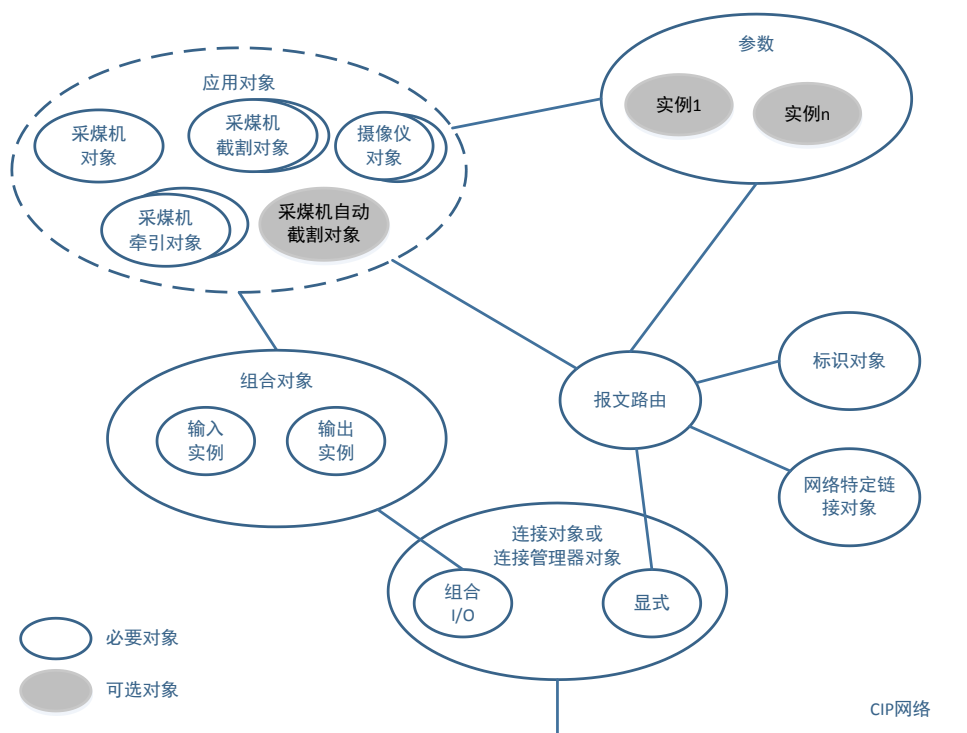 参数
实例1
实例n
应用对象
采煤机
对象
采煤机
截割对象
摄像仪
对象
采煤机
牵引对象
采煤机自动
截割对象
组合对象
输入
实例
输出
实例
报文路由
标识对象
网络特定链
接对象
连接对象或
连接管理器对象
组合
I/O
显式
必要对象
可选对象
CIP网络